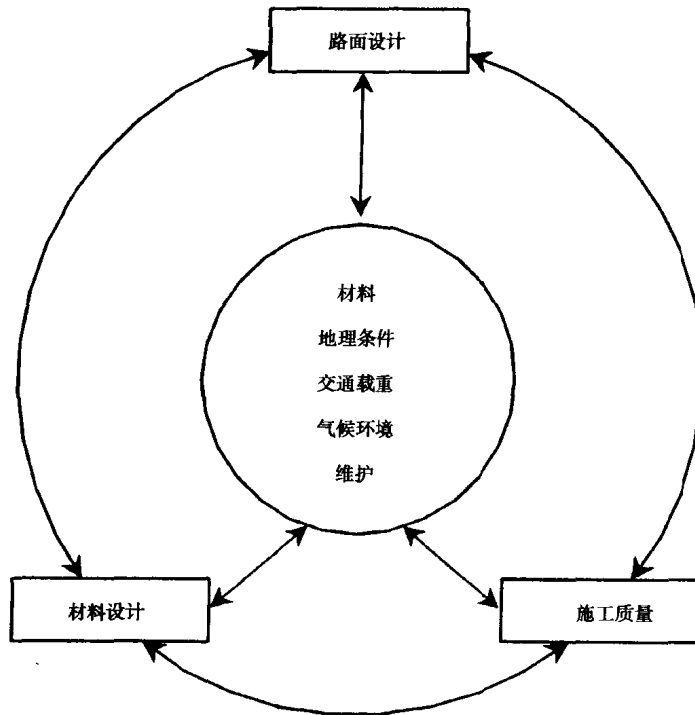 路面设计
材料
地理条件
交通载重
气候环境
维护
材料设计
施工质量